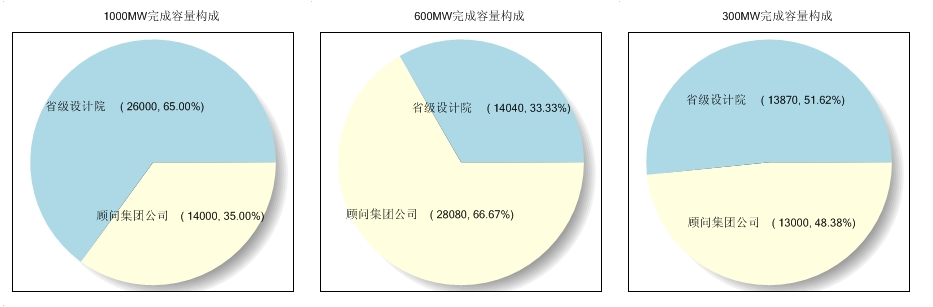 1000MW完成容量构成
省级设计院 ( 26000, 65.00%)
顾问集团公司 ( 14000, 35.00%)
600MW完成容量构成
省级设计院 ( 14040, 33.33%)
顾问集团公司 ( 28080, 66.67%)
300MW完成容量构成
省级设计院 ( 13870, 51.62%)
顾问集团公司 ( 13000, 48.38%)